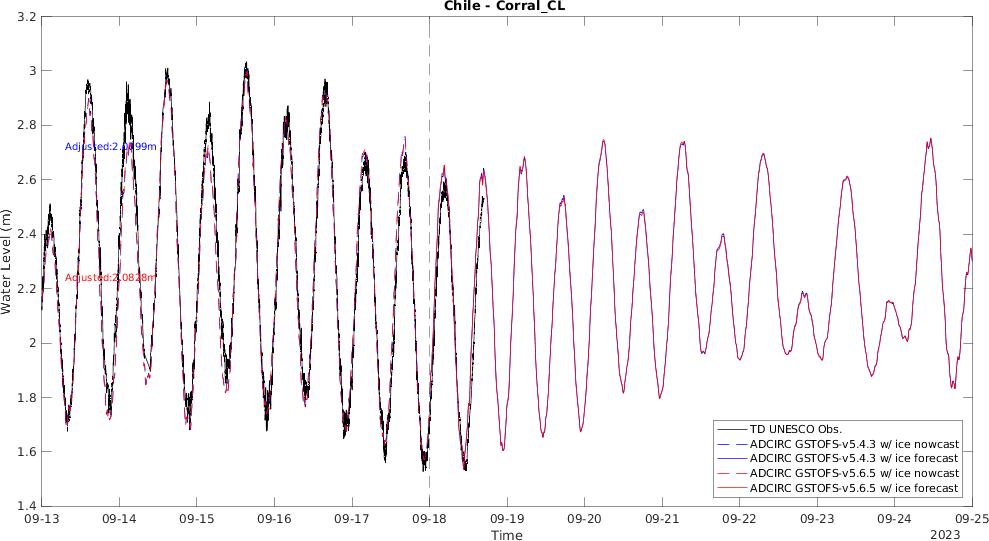 Chile - Corral_CL
3.2
3
2.8
2.6
2.4
2.2
2
1.8
1.6
1.4
Water Level (m)
Adjusted:2.0899m
Adjusted:2.0828m
TD UNESCO Obs.
ADCIRC GSTOFS-v5.4.3 w/ ice nowcast
ADCIRC GSTOFS-v5.4.3 w/ ice forecast
ADCIRC GSTOFS-v5.6.5 w/ ice nowcast
ADCIRC GSTOFS-v5.6.5 w/ ice forecast
09-13 09-14 09-15 09-16 09-17 09-18 09-19 09-20 09-21 09-22 09-23 09-24 09-25
Time
2023